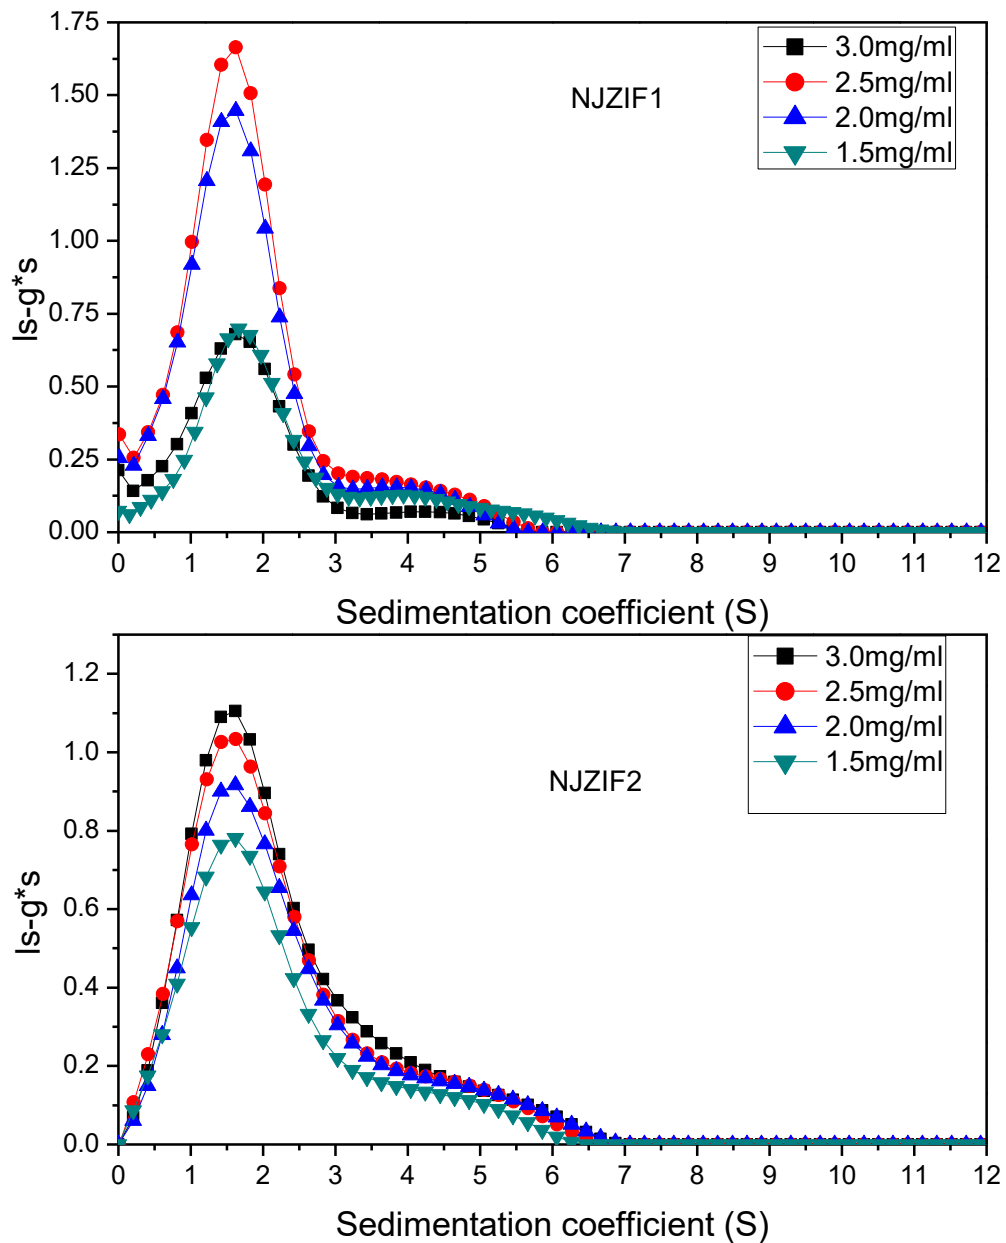 1.75
1.50
1.25
1.00
0.75
0.50
0.25
0.00
ls-g*s
NJZIF1
3.0mg/ml
2.5mg/ml
2.0mg/ml
1.5mg/ml
0 1 2 3 4 5 6 7 8 9 10 11 12
Sedimentation coefficient (S)
1.2
1.0
0.8
0.6
0.4
0.2
0.0
ls-g*s
NJZIF2
3.0mg/ml
2.5mg/ml
2.0mg/ml
1.5mg/ml
0 1 2 3 4 5 6 7 8 9 10 11 12
Sedimentation coefficient (S)